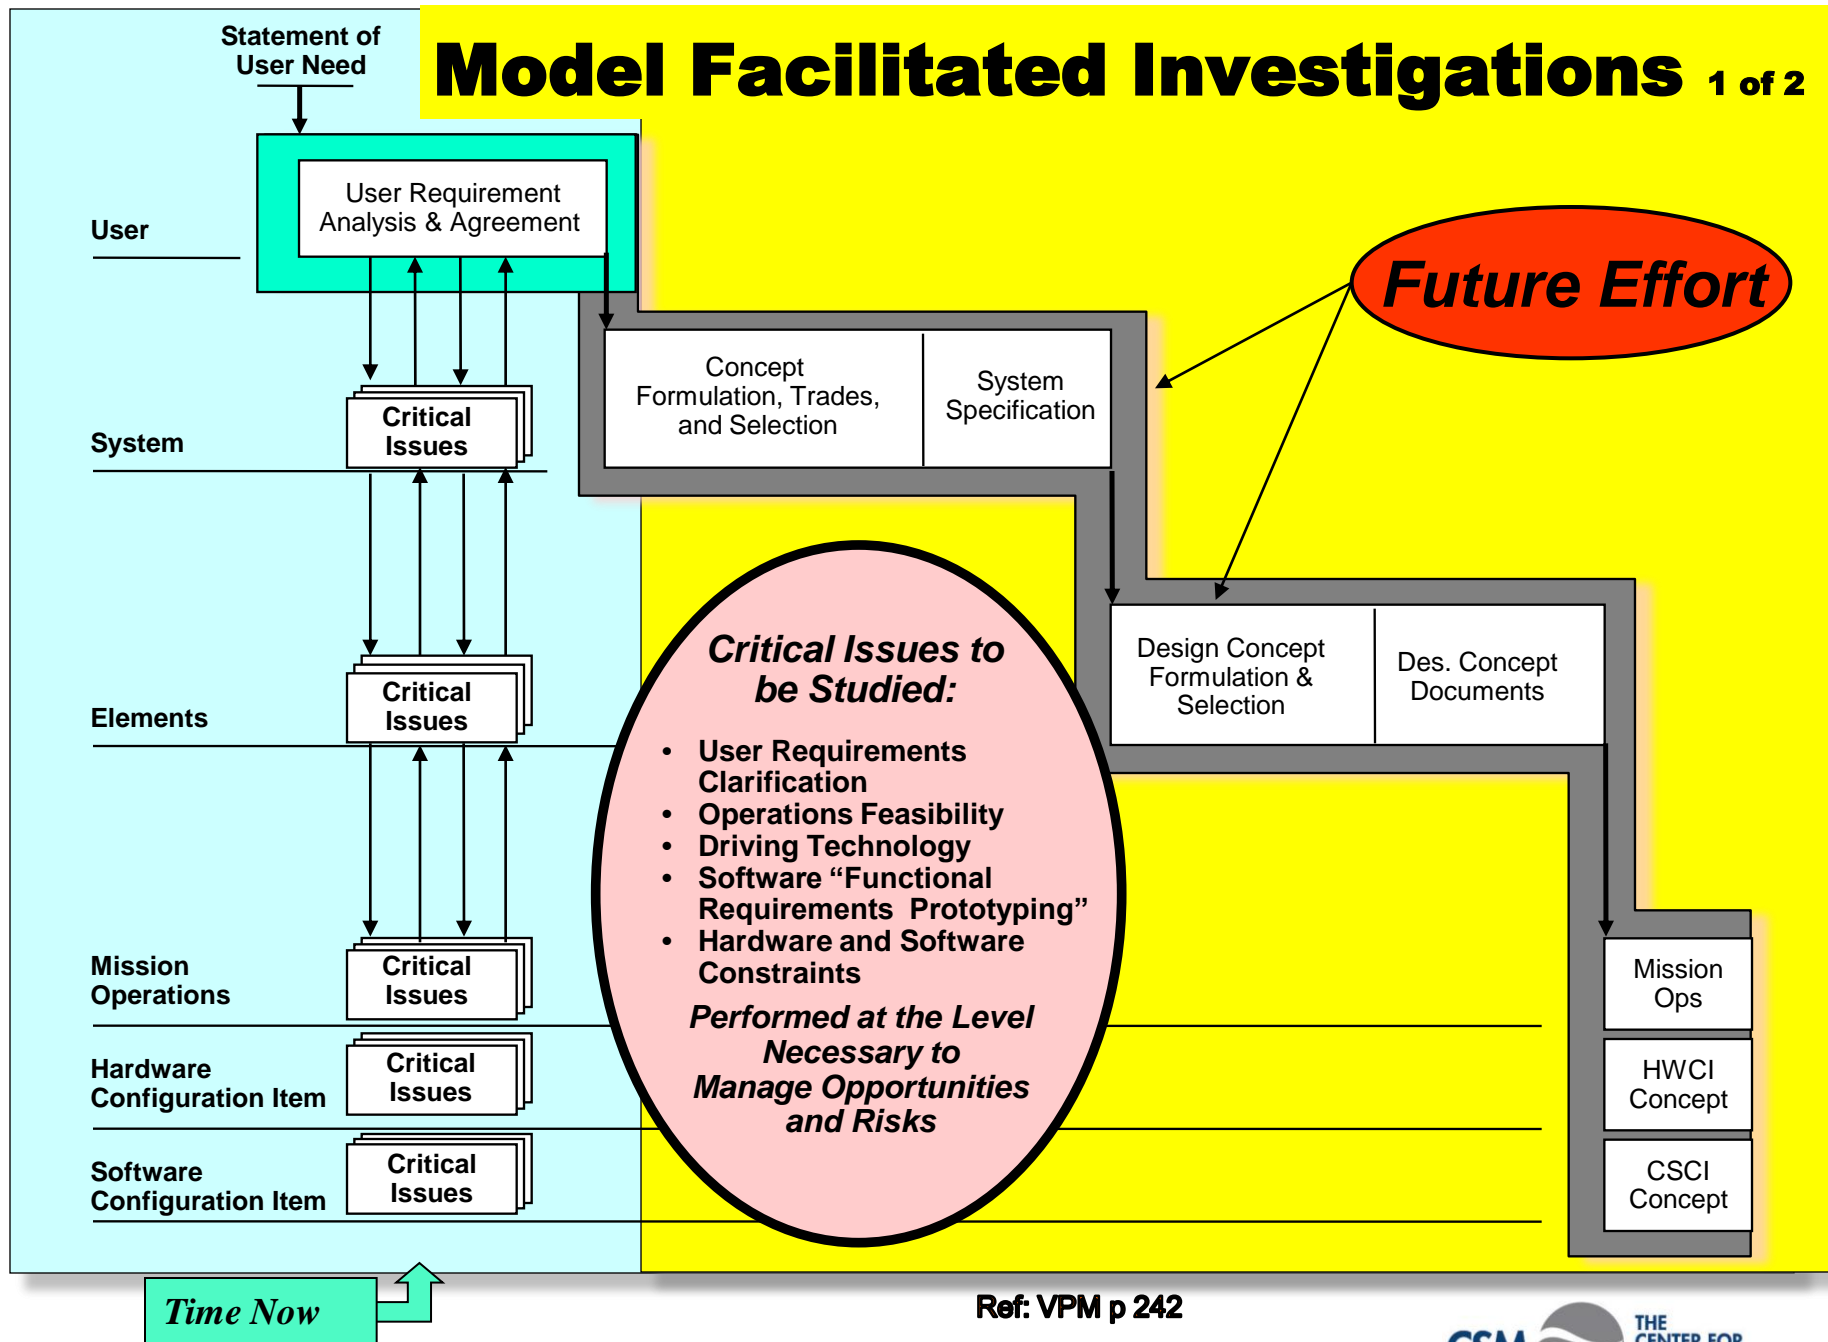 Statement of
User Need
Model Facilitated Investigations 1 of 2
User Requirement
Analysis & Agreement
User
Future Effort
Concept
Formulation, Trades,
and Selection
System
Specification
Critical
Issues
System
Critical Issues to
be Studied:
• User Requirements
Clarification
• Operations Feasibility
• Driving Technology
• Software “Functional
Requirements Prototyping”
• Hardware and Software
Constraints
Performed at the Level
Necessary to
Manage Opportunities
and Risks
Design Concept
Formulation &
Selection
Des. Concept
Documents
Critical
Issues
Elements
Mission
Operations
Critical
Issues
Mission
Ops
Hardware
Configuration Item
Critical
Issues
HWCI
Concept
Software
Configuration Item
Critical
Issues
CSCI
Concept
Time Now
Ref: VPM p 242
CSM
THE
CENTER FOR